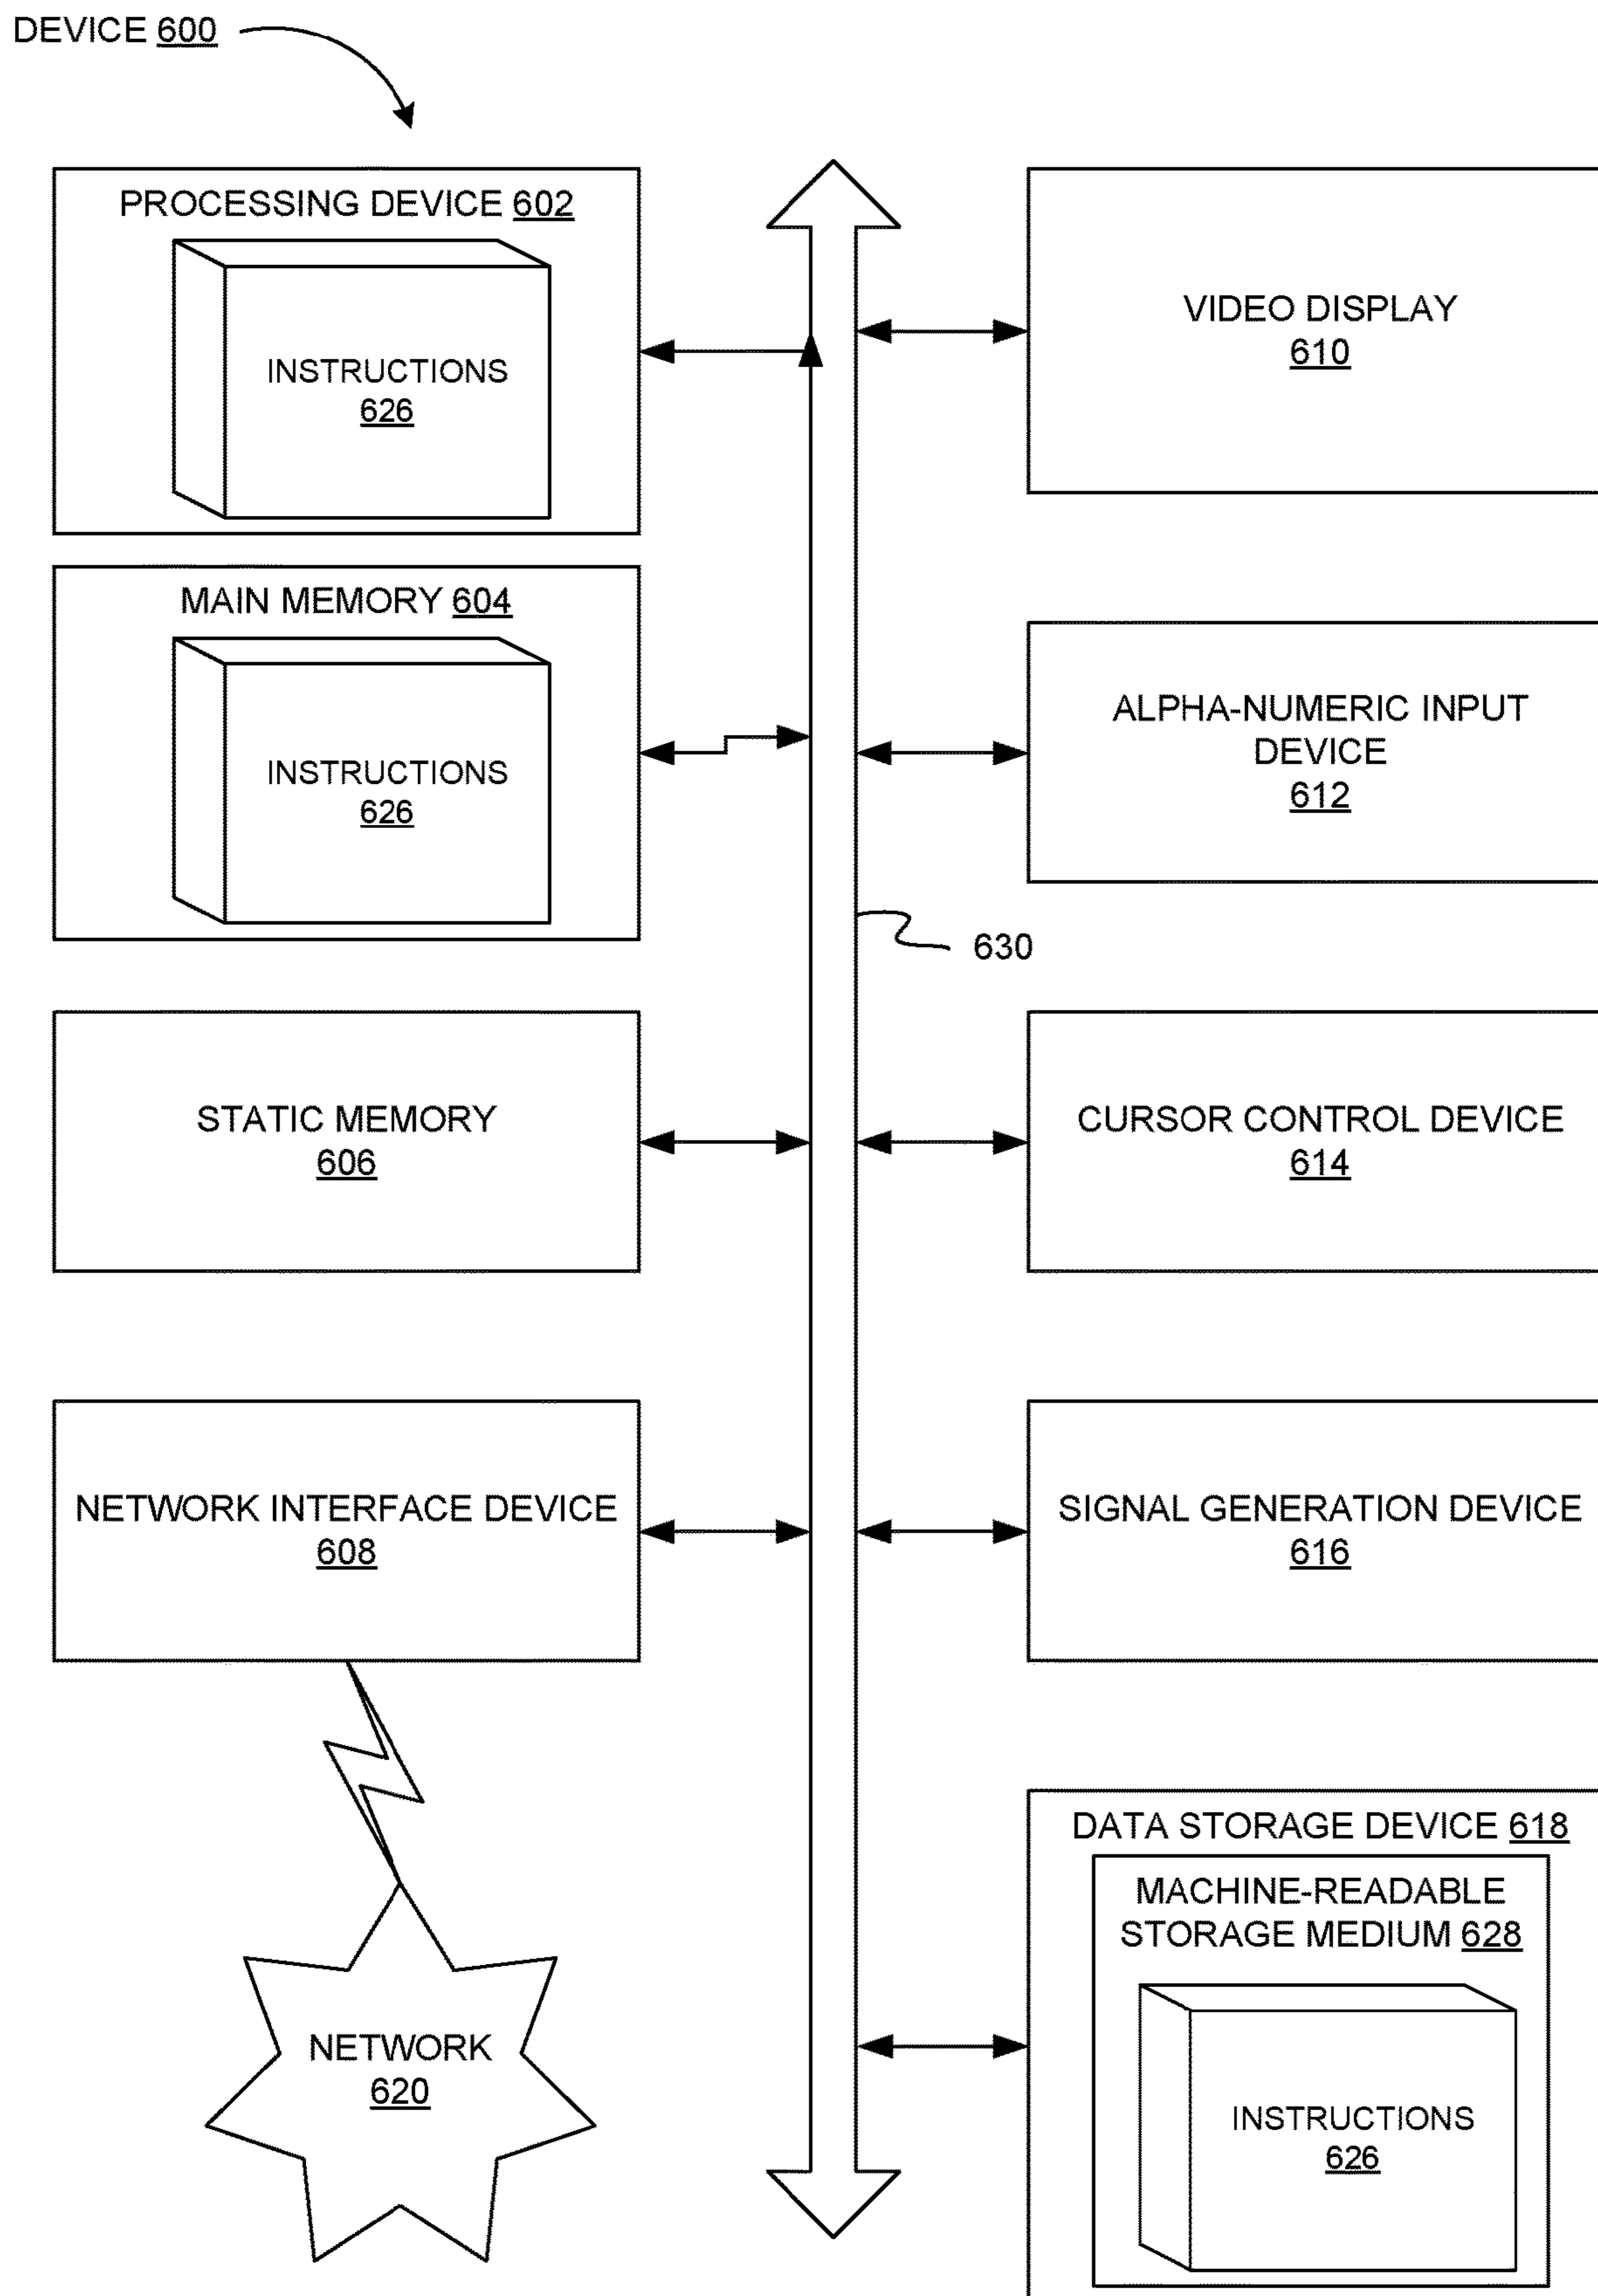 DEVICE 600
PROCESSING DEVICE 602
INSTRUCTIONS
626
MAIN MEMORY 604
INSTRUCTIONS
626
STATIC MEMORY
606
NETWORK INTERFACE DEVICE
608
NETWORK
620
VIDEO DISPLAY
610
ALPHA-NUMERIC INPUT
DEVICE
612
630
CURSOR CONTROL DEVICE
614
SIGNAL GENERATION DEVICE
616
DATA STORAGE DEVICE 618
MACHINE-READABLE
STORAGE MEDIUM 628
INSTRUCTIONS
626